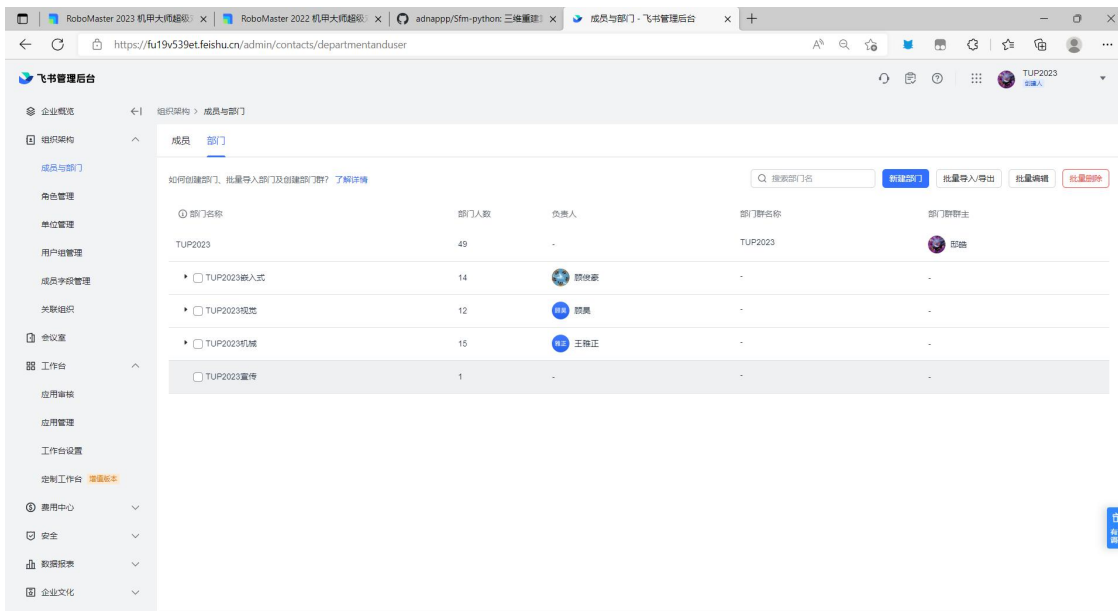 RoboMaster 2023 机甲大师超级
RoboMaster 2022 机甲大师超级
adnappp/Sfm-python: 三维重建
成员与部门 - 飞书管理后台
https://fu19v539et.feishu.cn/admin/contacts/departmentanduser
飞书管理后台
TUP2023
创建人
企业概览
组织架构 > 成员与部门
组织架构
成员 部门
成员与部门
如何创建部门、批量导入部门及创建部门群? 了解详情
搜索部门名
新建部门
批量导入/导出
批量编辑
批量删除
角色管理
单位管理
用户组管理
成员字段管理
关联组织
会议室
工作台
应用审核
应用管理
工作台设置
定制工作台 增值版本
费用中心
安全
数据报表
企业文化
部门名称 部门人数 负责人 部门群名称 部门群群主
TUP2023 49 - TUP2023 邸皓
TUP2023嵌入式 14 顾俊豪 - -
TUP2023视觉 12 顾昊 - -
TUP2023机械 15 雅正 王雅正 - -
TUP2023宣传 1 - - -